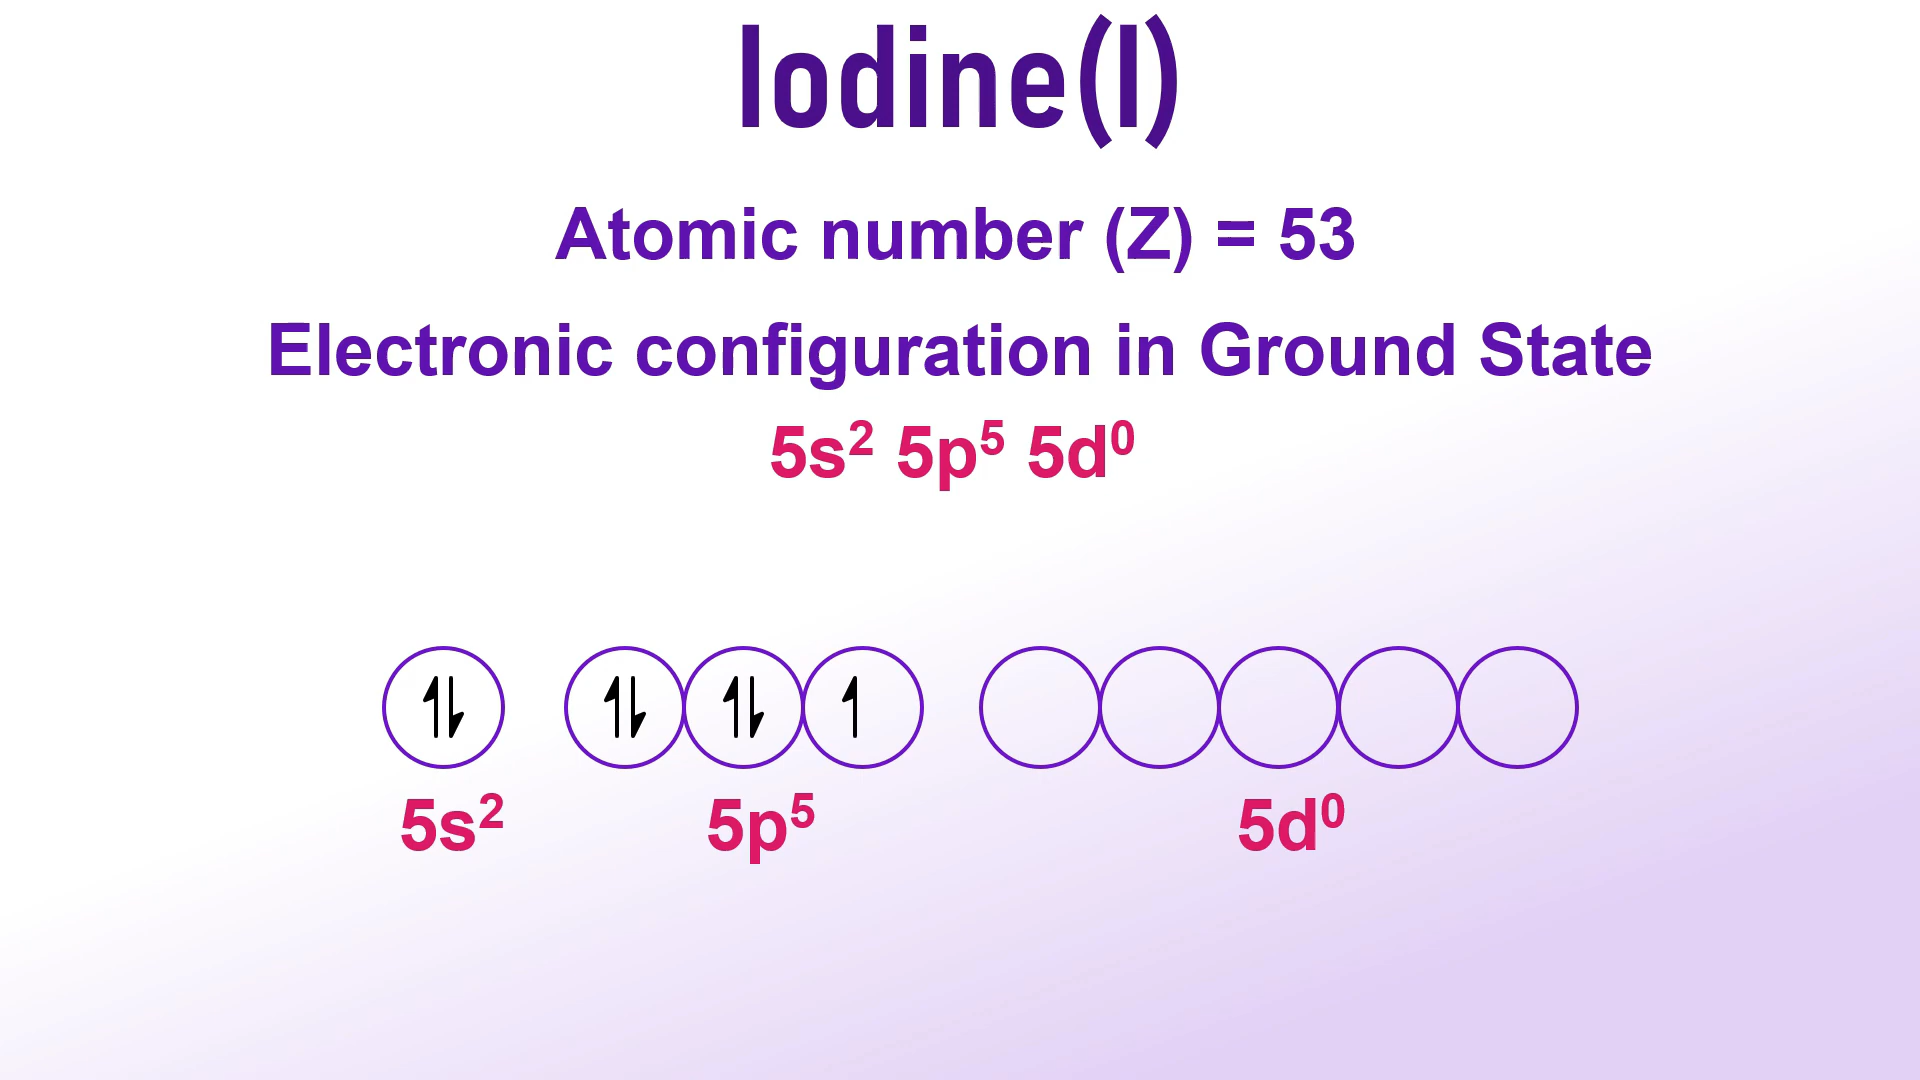 Iodine(I)
Atomic number (Z) = 53
Electronic configuration in Ground State
5s² 5p⁵ 5d⁰
⥮ ⥮ ⥮ ↿
5s² 5p⁵ 5d⁰